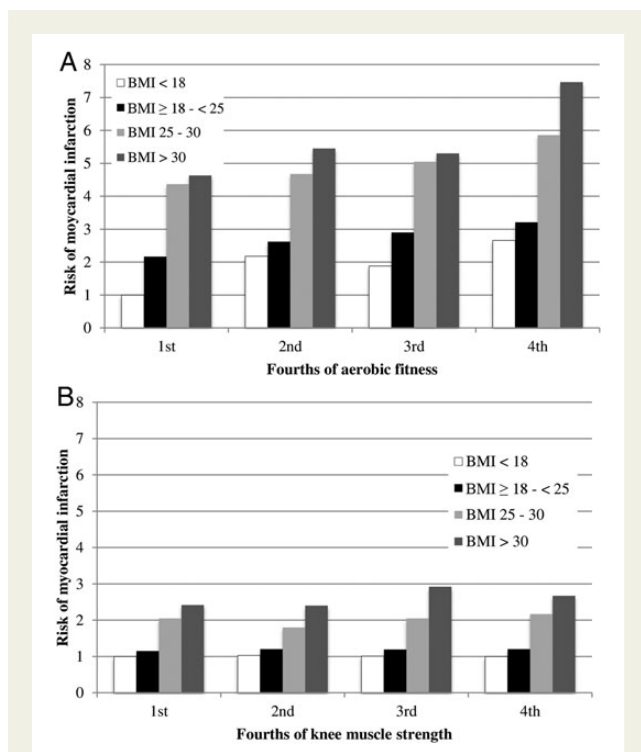 A
8
7
6
5
4
3
2
1
0
Risk of moycardial infarction
BMI < 18
BMI ≥ 18 - < 25
BMI 25 - 30
BMI > 30
1st 2nd 3rd 4th
Fourths of aerobic fitness
B
8
7
6
5
4
3
2
1
0
Risk of myocardial infarction
BMI < 18
BMI ≥ 18 - < 25
BMI 25 - 30
BMI > 30
1st 2nd 3rd 4th
Fourths of knee muscle strength